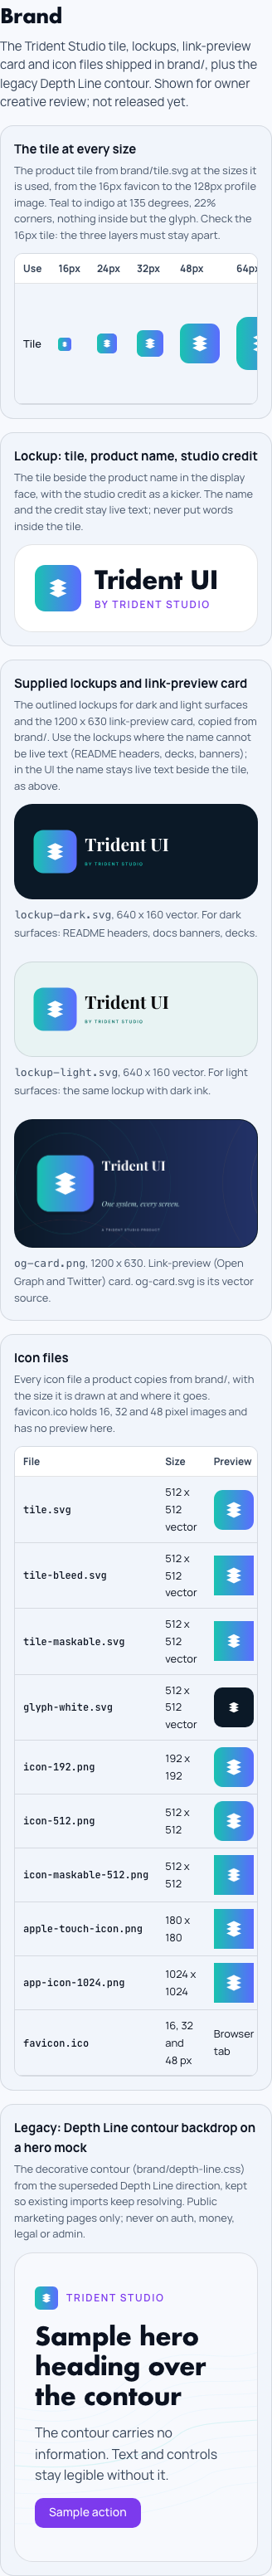 Brand
The Trident Studio tile, lockups, link-preview
card and icon files shipped in brand/, plus the
legacy Depth Line contour. Shown for owner
creative review; not released yet.
The tile at every size
The product tile from brand/tile.svg at the sizes it
is used, from the 16px favicon to the 128px profile
image. Teal to indigo at 135 degrees, 22%
corners, nothing inside but the glyph. Check the
16px tile: the three layers must stay apart.
Use 16px 24px 32px 48px 64px
Tile
Lockup: tile, product name, studio credit
The tile beside the product name in the display
face, with the studio credit as a kicker. The name
and the credit stay live text; never put words
inside the tile.
Trident UI
BY TRIDENT STUDIO
Supplied lockups and link-preview card
The outlined lockups for dark and light surfaces
and the 1200 x 630 link-preview card, copied from
brand/. Use the lockups where the name cannot
be live text (README headers, decks, banners);
in the UI the name stays live text beside the tile,
as above.
Trident UI
BY TRIDENT STUDIO
lockup-dark.svg, 640 x 160 vector. For dark
surfaces: README headers, docs banners, decks.
Trident UI
BY TRIDENT STUDIO
lockup-light.svg, 640 x 160 vector. For light
surfaces: the same lockup with dark ink.
Trident UI
One system, every screen.
A TRIDENT STUDIO PRODUCT
og-card.png, 1200 x 630. Link-preview (Open
Graph and Twitter) card. og-card.svg is its vector
source.
Icon files
Every icon file a product copies from brand/, with
the size it is drawn at and where it goes.
favicon.ico holds 16, 32 and 48 pixel images and
has no preview here.
File Size Preview
tile.svg 512 x
512
vector
tile-bleed.svg 512 x
512
vector
tile-maskable.svg 512 x
512
vector
glyph-white.svg 512 x
512
vector
icon-192.png 192 x
192
icon-512.png 512 x
512
icon-maskable-512.png 512 x
512
apple-touch-icon.png 180 x
180
app-icon-1024.png 1024 x
1024
favicon.ico 16, 32
and
48 px
Browser
tab
Legacy: Depth Line contour backdrop on
a hero mock
The decorative contour (brand/depth-line.css)
from the superseded Depth Line direction, kept
so existing imports keep resolving. Public
marketing pages only; never on auth, money,
legal or admin.
TRIDENT STUDIO
Sample hero
heading over
the contour
The contour carries no
information. Text and controls
stay legible without it.
Sample action